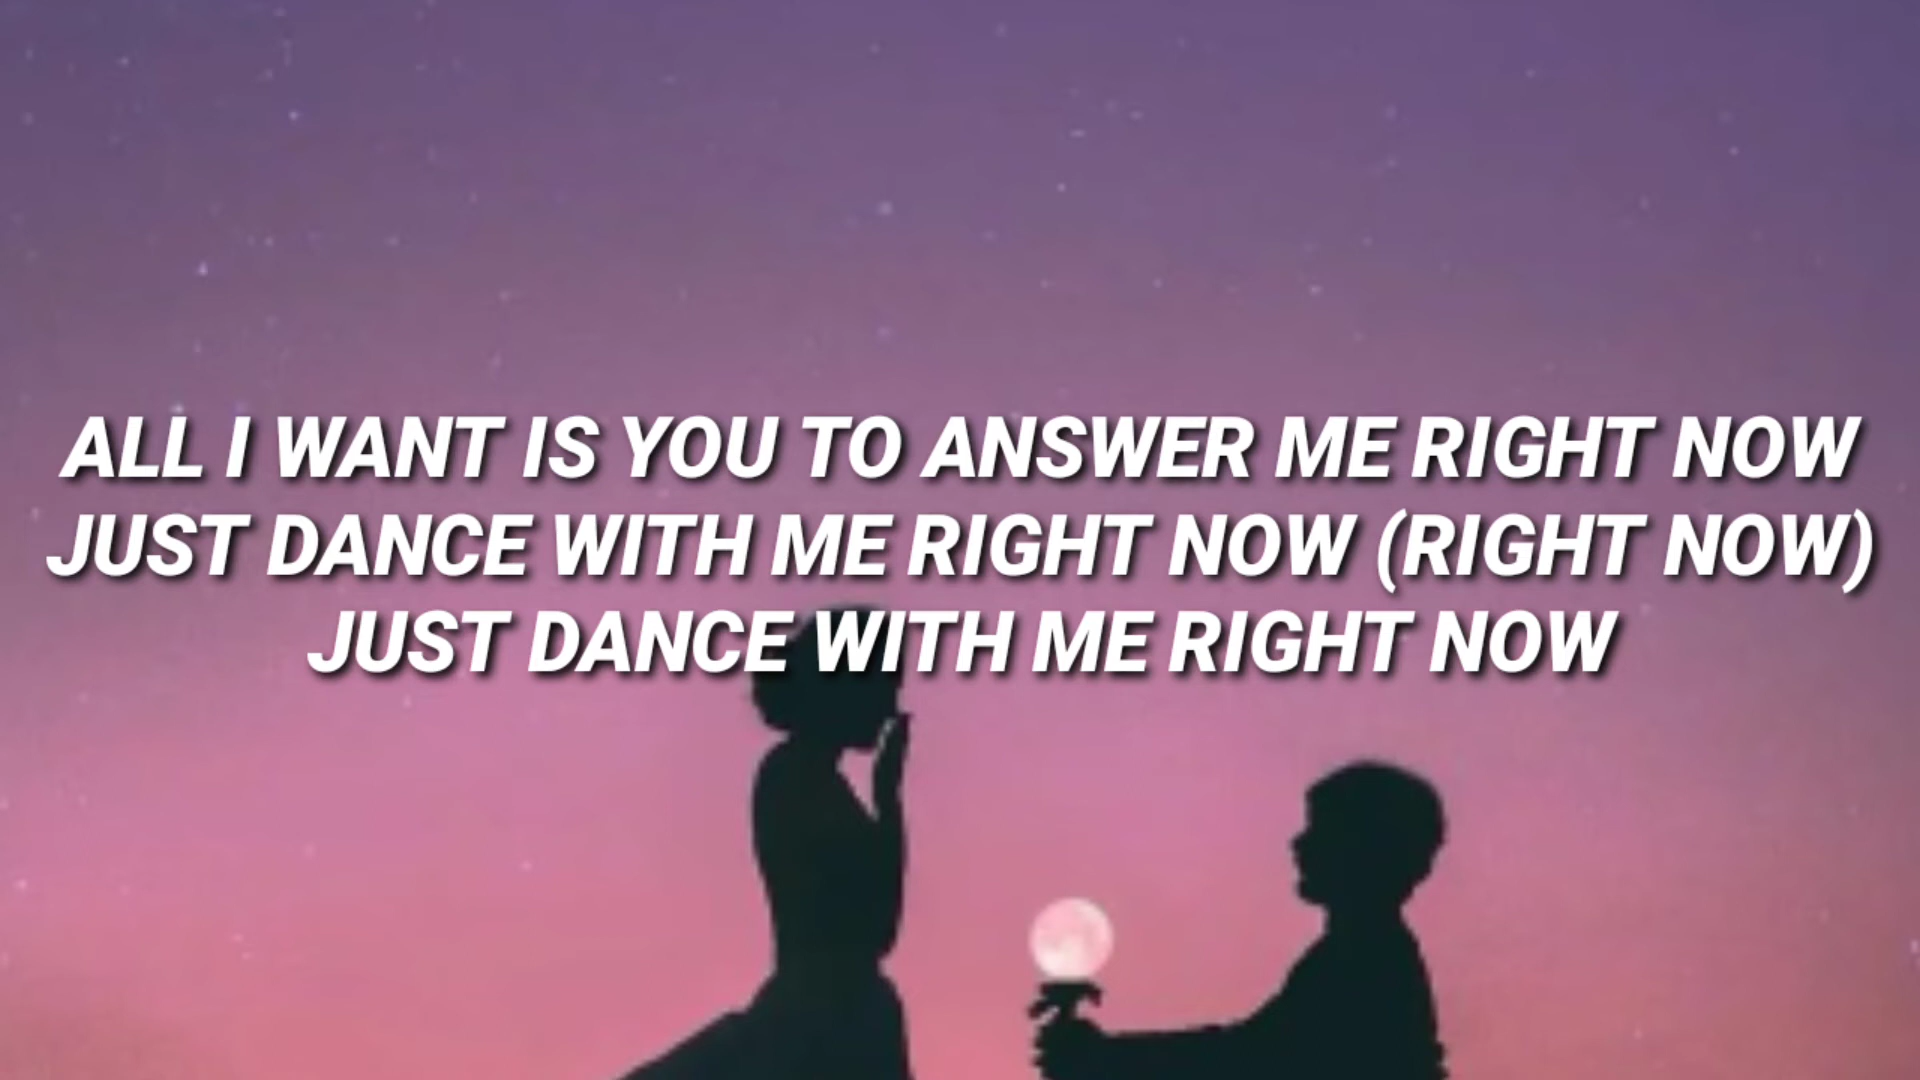 ALL I WANT IS YOU TO ANSWER ME RIGHT NOW
JUST DANCE WITH ME RIGHT NOW (RIGHT NOW)
JUST DANCE WITH ME RIGHT NOW